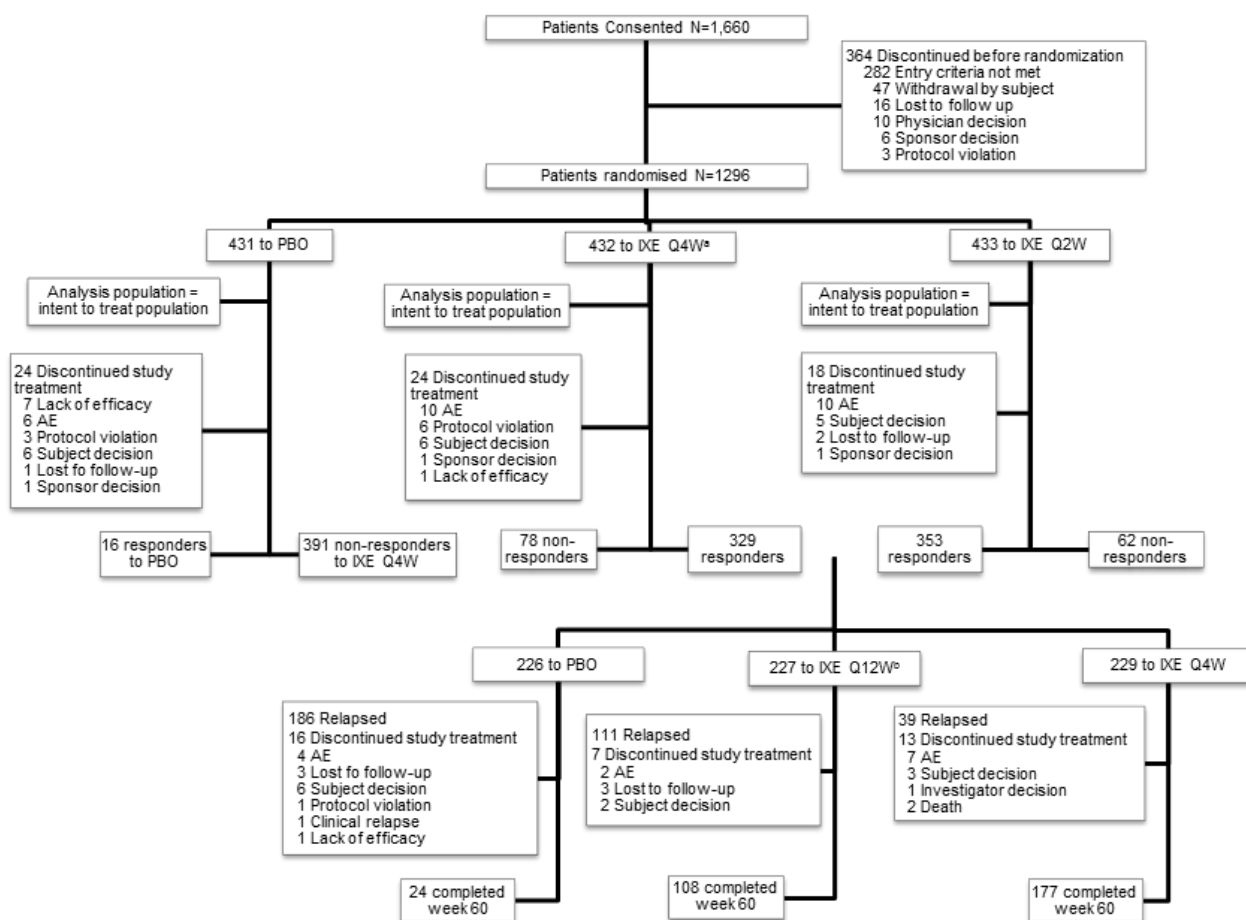 Patients Consented N=1,660
364 Discontinued before randomization
282 Entry criteria not met
47 Withdrawal by subject
16 Lost to follow up
10 Physician decision
6 Sponsor decision
3 Protocol violation
Patients randomised N=1296
431 to PBO
432 to IXE Q4Wᵃ
433 to IXE Q2W
Analysis population =
intent to treat population
Analysis population =
intent to treat population
Analysis population =
intent to treat population
24 Discontinued study
treatment
7 Lack of efficacy
6 AE
3 Protocol violation
6 Subject decision
1 Lost fo follow-up
1 Sponsor decision
24 Discontinued study
treatment
10 AE
6 Protocol violation
6 Subject decision
1 Sponsor decision
1 Lack of efficacy
18 Discontinued study
treatment
10 AE
5 Subject decision
2 Lost to follow-up
1 Sponsor decision
16 responders
to PBO
391 non-responders
to IXE Q4W
78 non-
responders
329
responders
353
responders
62 non-
responders
226 to PBO
227 to IXE Q12Wᵇ
229 to IXE Q4W
186 Relapsed
16 Discontinued study treatment
4 AE
3 Lost fo follow-up
6 Subject decision
1 Protocol violation
1 Clinical relapse
1 Lack of efficacy
111 Relapsed
7 Discontinued study treatment
2 AE
3 Lost to follow-up
2 Subject decision
39 Relapsed
13 Discontinued study treatment
7 AE
3 Subject decision
1 Investigator decision
2 Death
24 completed
week 60
108 completed
week 60
177 completed
week 60